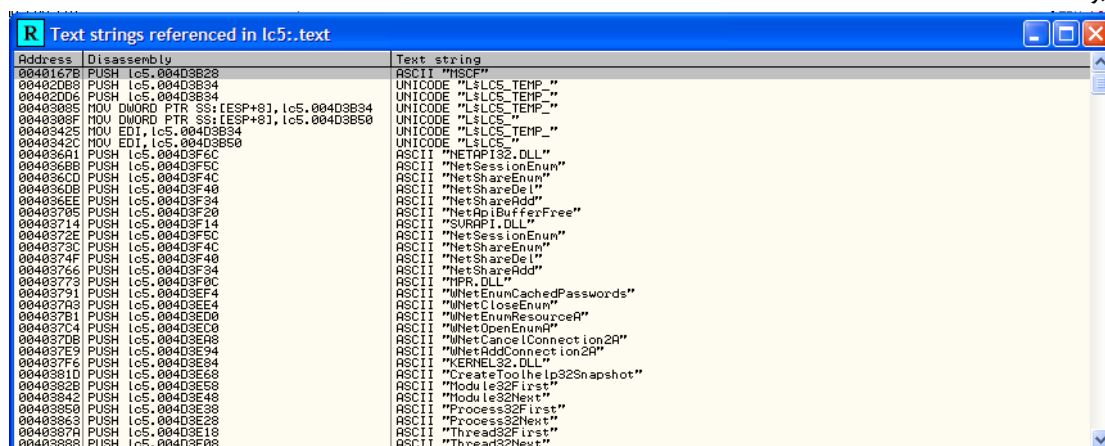 R Text strings referenced in lc5:.text
Address Disassembly Text string
0040167B PUSH lc5.004D3B28 ASCII "MSCF"
00402DB8 PUSH lc5.004D3B34 UNICODE "L$LC5_TEMP_"
00402DD6 PUSH lc5.004D3B34 UNICODE "L$LC5_TEMP_"
00403085 MOV DWORD PTR SS:[ESP+8],lc5.004D3B34 UNICODE "L$LC5_TEMP_"
0040308F MOV DWORD PTR SS:[ESP+8],lc5.004D3B50 UNICODE "L$LC5_"
00403425 MOV EDI,lc5.004D3B34 UNICODE "L$LC5_TEMP_"
0040342C MOV EDI,lc5.004D3B50 UNICODE "L$LC5_"
004036A1 PUSH lc5.004D3F6C ASCII "NETAPI32.DLL"
004036BB PUSH lc5.004D3F5C ASCII "NetSessionEnum"
004036CD PUSH lc5.004D3F4C ASCII "NetShareEnum"
004036DB PUSH lc5.004D3F40 ASCII "NetShareDel"
004036EE PUSH lc5.004D3F34 ASCII "NetShareAdd"
00403705 PUSH lc5.004D3F20 ASCII "NetApiBufferFree"
00403714 PUSH lc5.004D3F14 ASCII "SVRAPI.DLL"
0040372E PUSH lc5.004D3F5C ASCII "NetSessionEnum"
0040373C PUSH lc5.004D3F4C ASCII "NetShareEnum"
0040374F PUSH lc5.004D3F40 ASCII "NetShareDel"
00403766 PUSH lc5.004D3F34 ASCII "NetShareAdd"
00403773 PUSH lc5.004D3F0C ASCII "MPR.DLL"
00403791 PUSH lc5.004D3EF4 ASCII "WNetEnumCachedPasswords"
004037A3 PUSH lc5.004D3EE4 ASCII "WNetCloseEnum"
004037B1 PUSH lc5.004D3ED0 ASCII "WNetEnumResourceA"
004037C4 PUSH lc5.004D3EC0 ASCII "WNetOpenEnumA"
004037DB PUSH lc5.004D3EA8 ASCII "WNetCancelConnection2A"
004037E9 PUSH lc5.004D3E94 ASCII "WNetAddConnection2A"
004037F6 PUSH lc5.004D3E84 ASCII "KERNEL32.DLL"
0040381D PUSH lc5.004D3E68 ASCII "CreateToolhelp32Snapshot"
0040382B PUSH lc5.004D3E58 ASCII "Module32First"
00403842 PUSH lc5.004D3E48 ASCII "Module32Next"
00403850 PUSH lc5.004D3E38 ASCII "Process32First"
00403863 PUSH lc5.004D3E28 ASCII "Process32Next"
0040387A PUSH lc5.004D3E18 ASCII "Thread32First"
00403888 PUSH lc5.004D3E08 ASCII "Thread32Next"